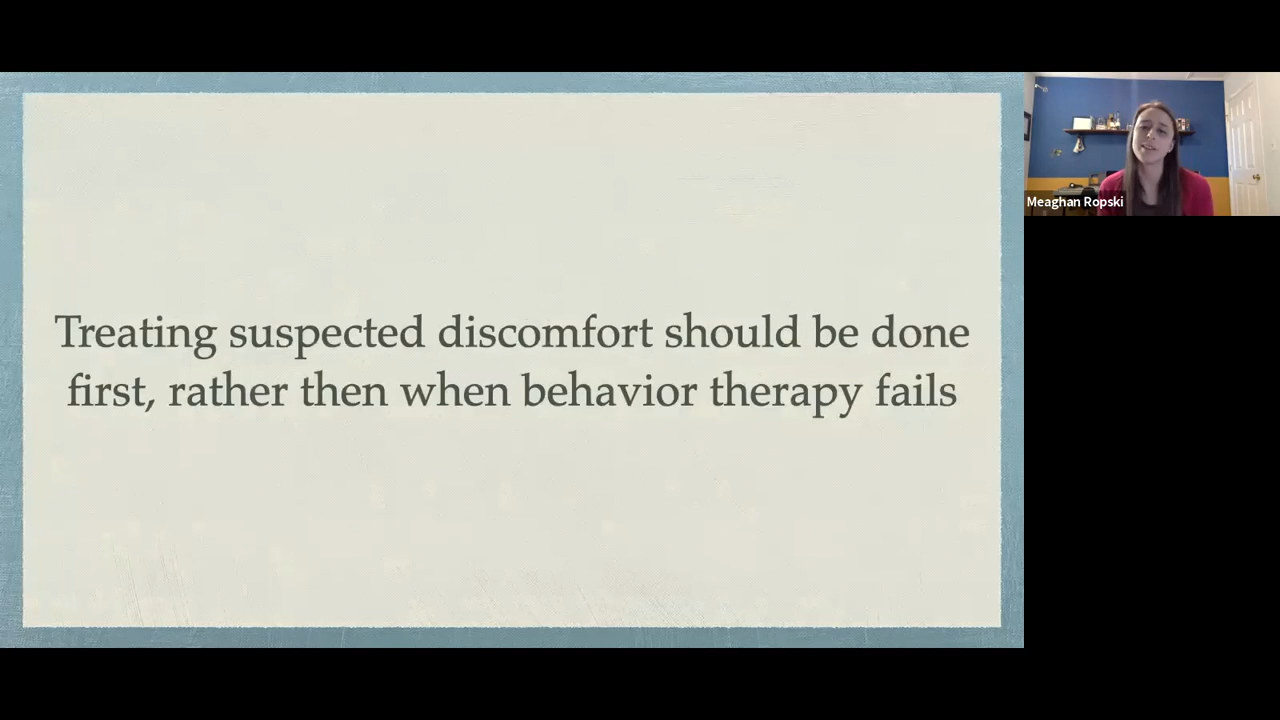 Treating suspected discomfort should be done
first, rather then when behavior therapy fails
Meaghan Ropski